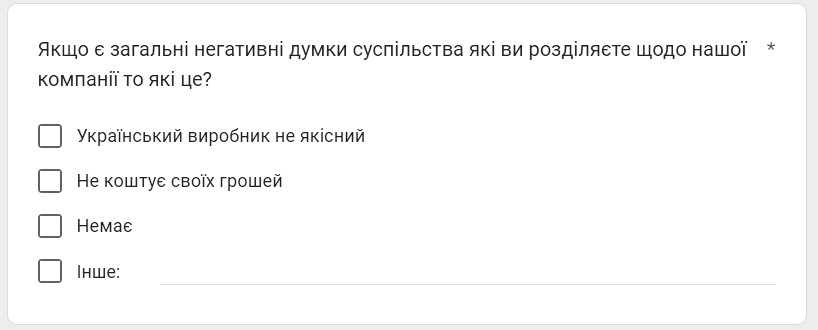 Якщо є загальні негативні думки суспільства які ви розділяєте щодо нашої *
компанії то які це?
Український виробник не якісний
Не коштує своїх грошей
Немає
Інше: